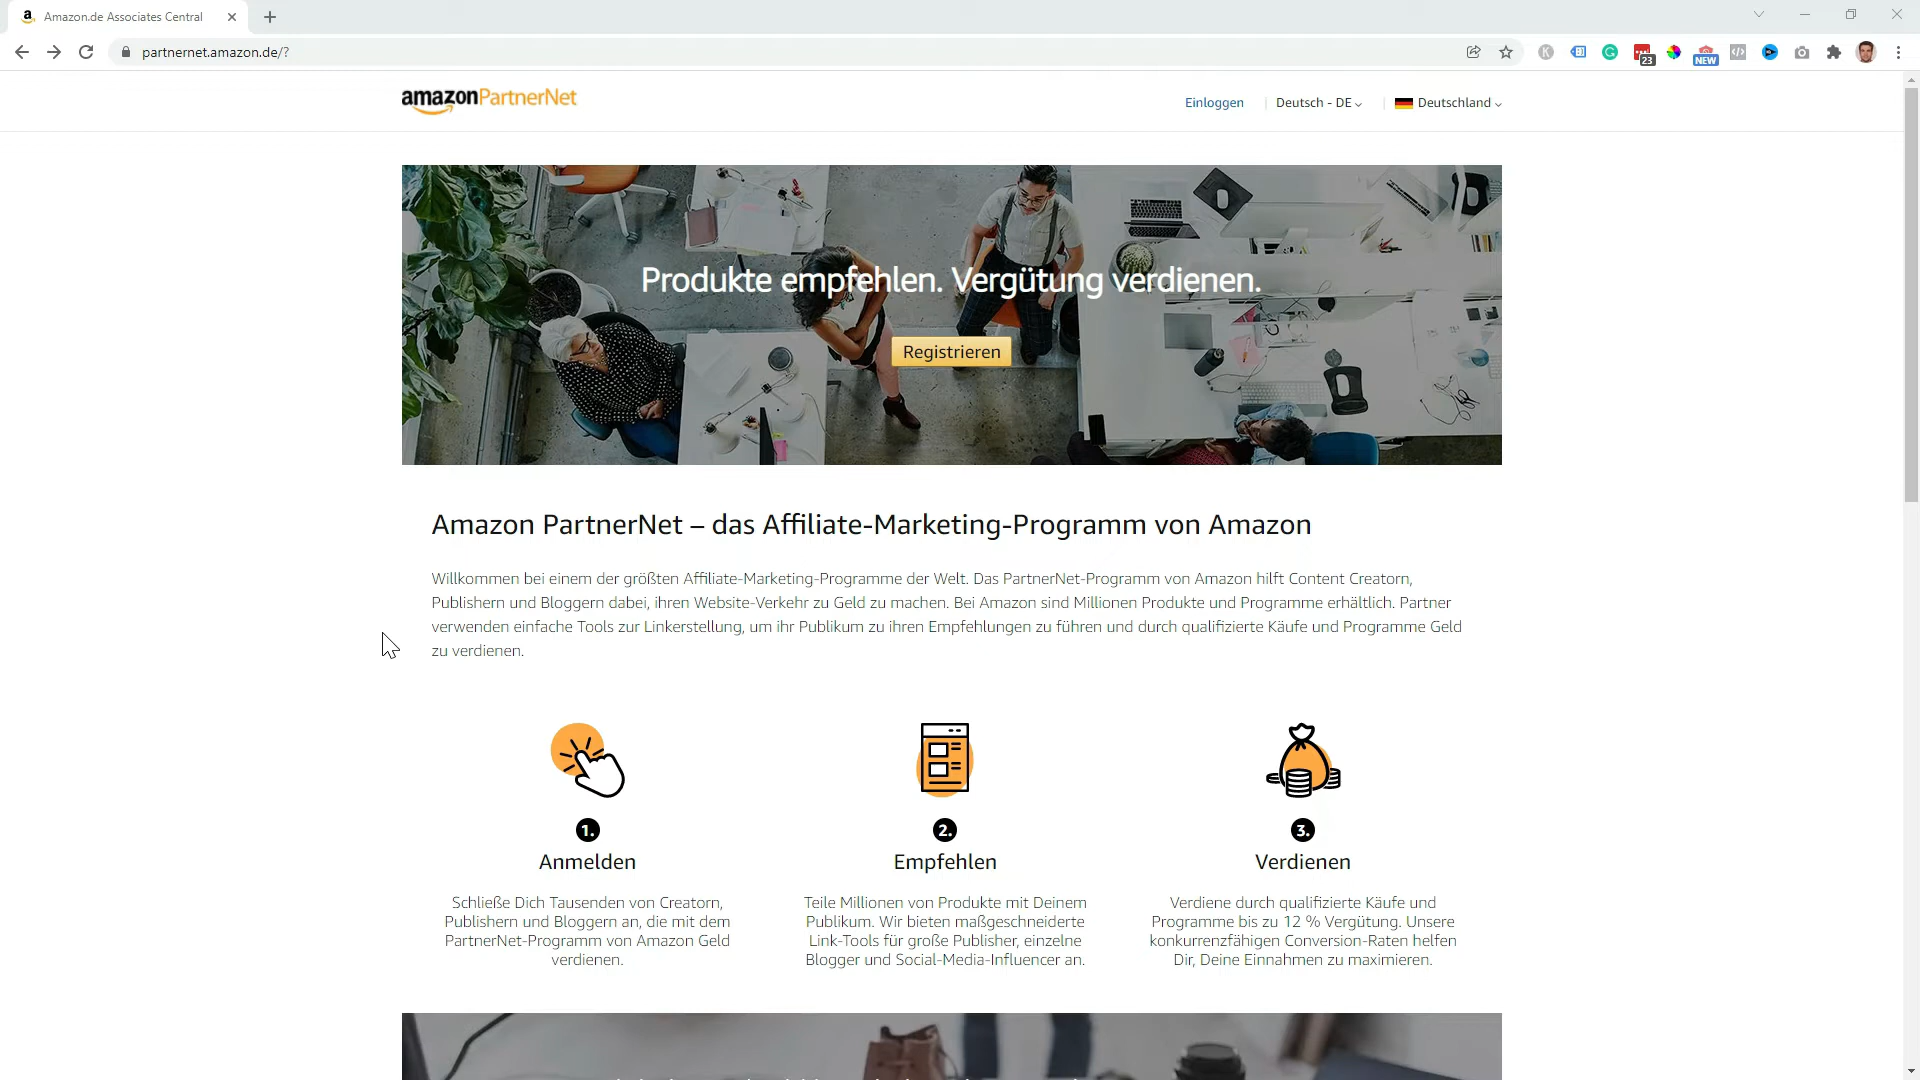 Amazon.de Associates Central
partnernet.amazon.de/?
23
NEW
K
G
amazonPartnerNet
Einloggen
Deutsch - DE
Deutschland
Produkte empfehlen. Vergütung verdienen.
Registrieren
Amazon PartnerNet – das Affiliate-Marketing-Programm von Amazon
Willkommen bei einem der größten Affiliate-Marketing-Programme der Welt. Das PartnerNet-Programm von Amazon hilft Content Creatorn,
Publishern und Bloggern dabei, ihren Website-Verkehr zu Geld zu machen. Bei Amazon sind Millionen Produkte und Programme erhältlich. Partner
verwenden einfache Tools zur Linkerstellung, um ihr Publikum zu ihren Empfehlungen zu führen und durch qualifizierte Käufe und Programme Geld
zu verdienen.
1.
Anmelden
Schließe Dich Tausenden von Creatorn,
Publishern und Bloggern an, die mit dem
PartnerNet-Programm von Amazon Geld
verdienen.
2.
Empfehlen
Teile Millionen von Produkte mit Deinem
Publikum. Wir bieten maßgeschneiderte
Link-Tools für große Publisher, einzelne
Blogger und Social-Media-Influencer an.
3.
Verdienen
Verdiene durch qualifizierte Käufe und
Programme bis zu 12 % Vergütung. Unsere
konkurrenzfähigen Conversion-Raten helfen
Dir, Deine Einnahmen zu maximieren.